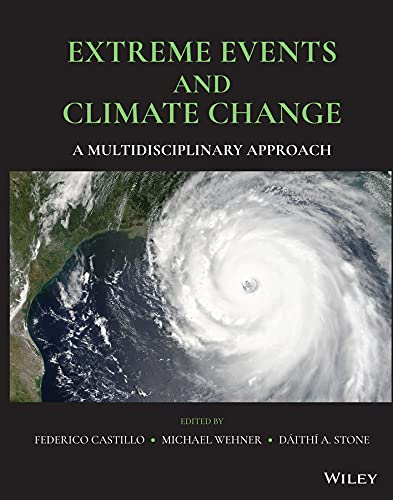 EXTREME EVENTS
AND
CLIMATE CHANGE
A MULTIDISCIPLINARY APPROACH
EDITED BY
FEDERICO CASTILLO • MICHAEL WEHNER • DÁITHÍ A. STONE
WILEY